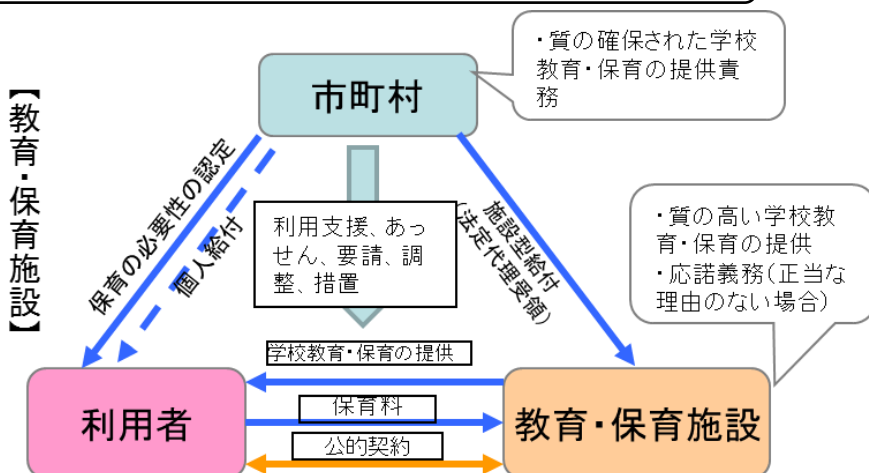 【教育・保育施設】
市町村
・質の確保された学校
教育・保育の提供責
務
保育の必要性の認定
個人給付
利用支援、あっ
せん、要請、調
整、措置
施設型給付
(法定代理受領)
・質の高い学校教
育・保育の提供
・応諾義務(正当な
理由のない場合)
学校教育・保育の提供
保育料
公的契約
利用者
教育・保育施設